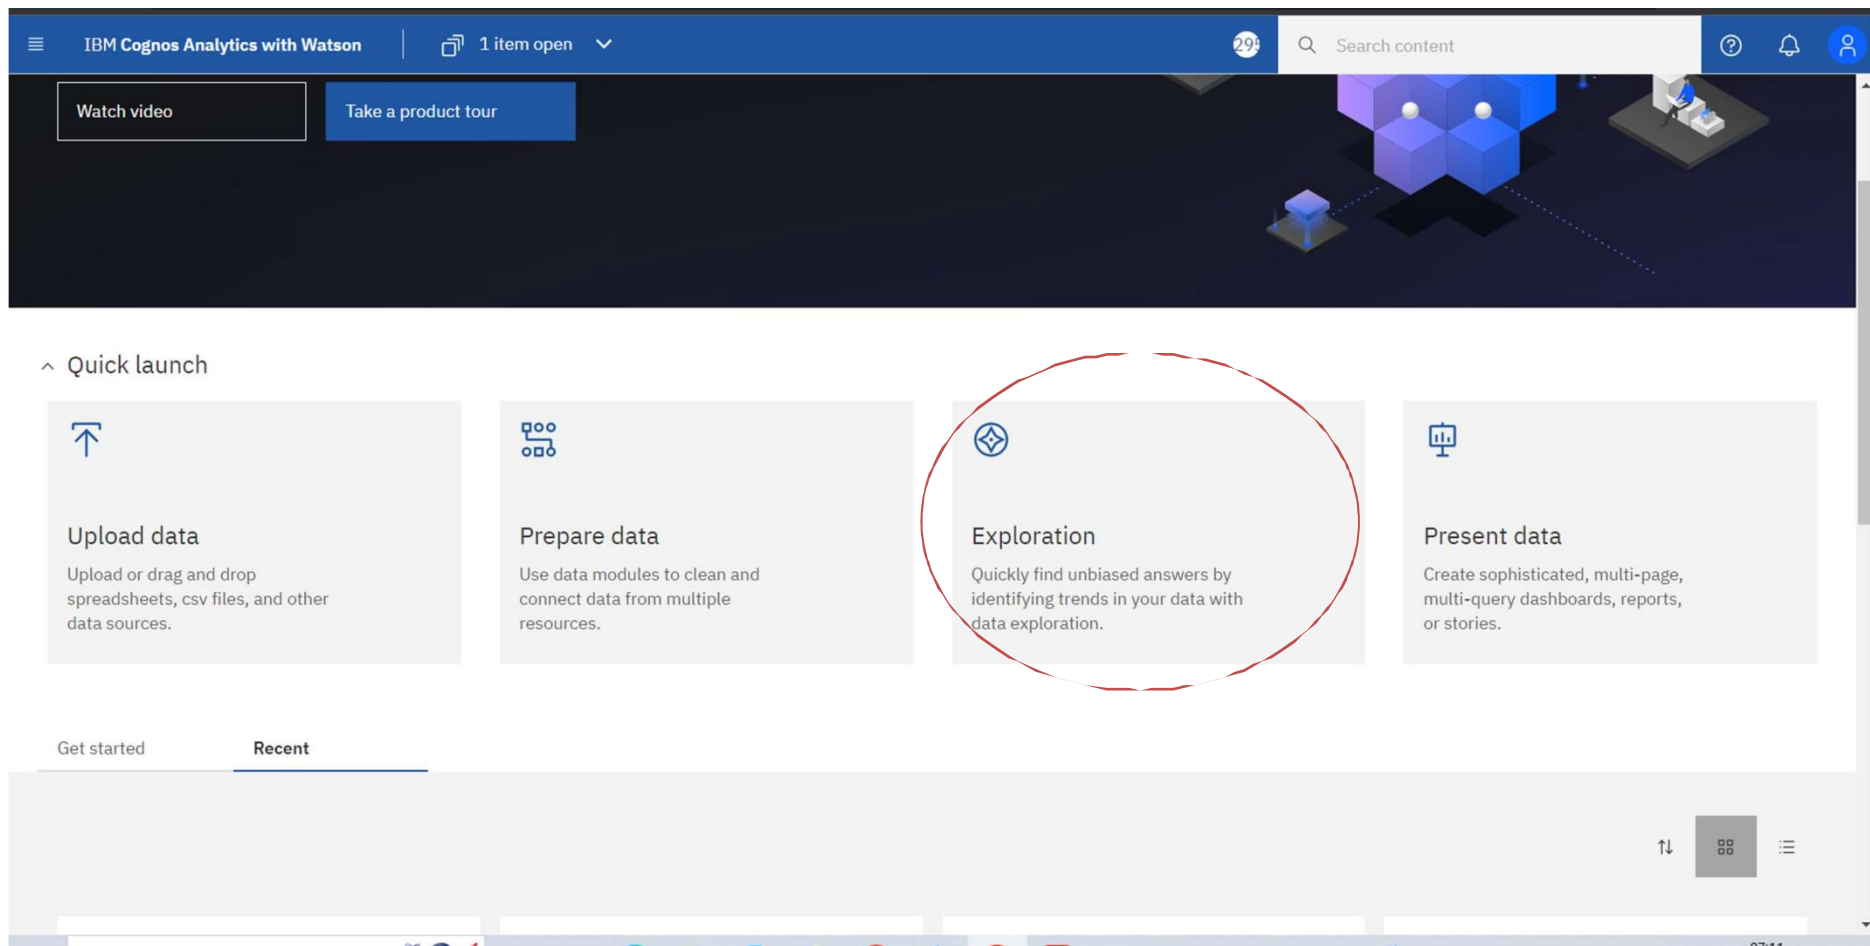 IBM Cognos Analytics with Watson
1 item open
Search content
Watch video
Take a product tour
Quick launch
Upload data
Upload or drag and drop
spreadsheets, csv files, and other
data sources.
Prepare data
Use data modules to clean and
connect data from multiple
resources.
Exploration
Quickly find unbiased answers by
identifying trends in your data with
data exploration.
Present data
Create sophisticated, multi-page,
multi-query dashboards, reports,
or stories.
Get started
Recent